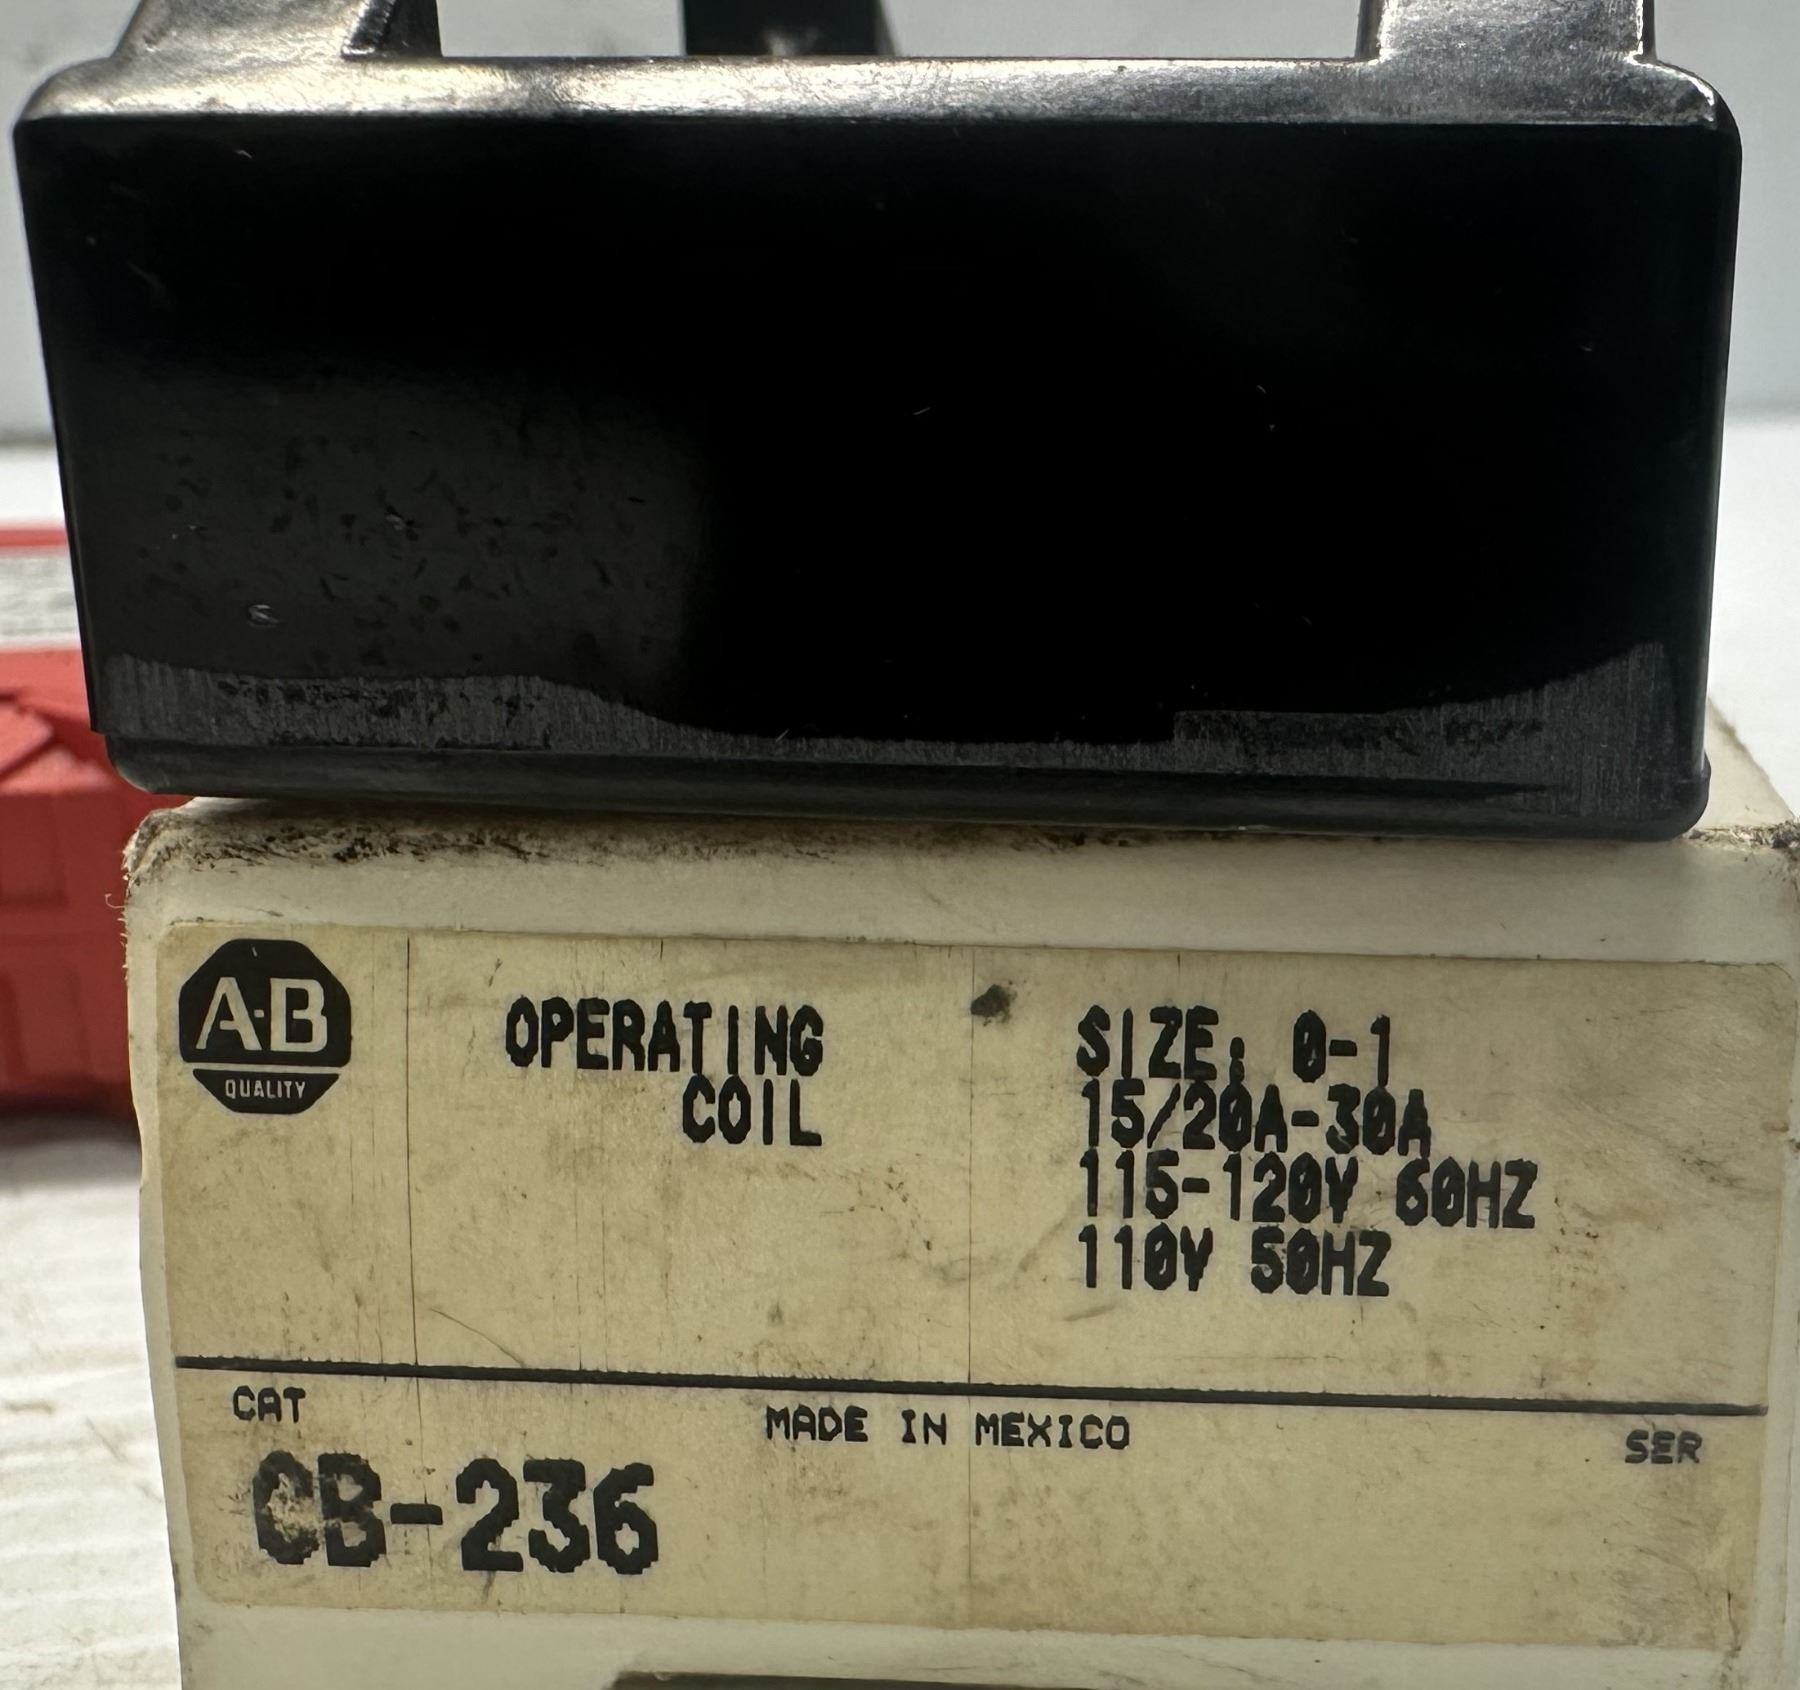 A-B
QUALITY
OPERATING
COIL
SIZE: 0-1
15/20A-30A
115-120V 60HZ
110V 50HZ
CAT
MADE IN MEXICO
SER
CB-236